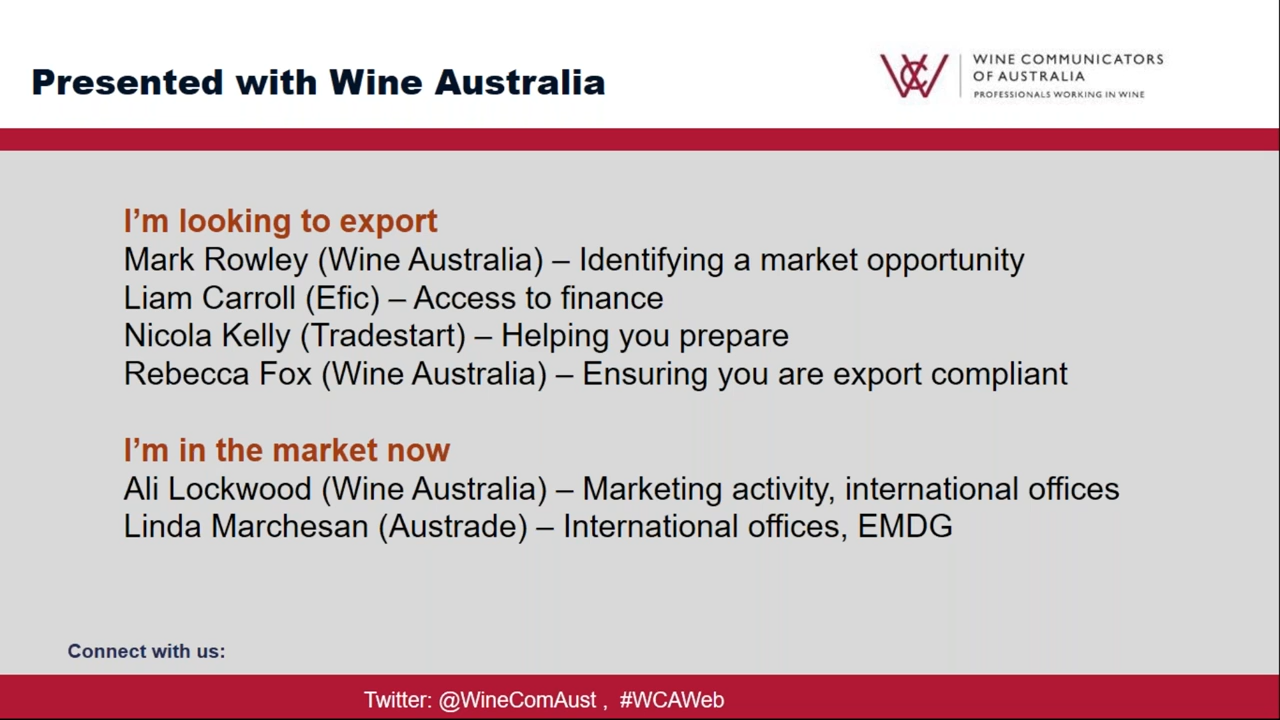 Presented with Wine Australia
WINE COMMUNICATORS
OF AUSTRALIA
PROFESSIONALS WORKING IN WINE
I'm looking to export
Mark Rowley (Wine Australia) – Identifying a market opportunity
Liam Carroll (Efic) – Access to finance
Nicola Kelly (Tradestart) – Helping you prepare
Rebecca Fox (Wine Australia) – Ensuring you are export compliant
I'm in the market now
Ali Lockwood (Wine Australia) – Marketing activity, international offices
Linda Marchesan (Austrade) – International offices, EMDG
Connect with us:
Twitter: @WineComAust , #WCAWeb